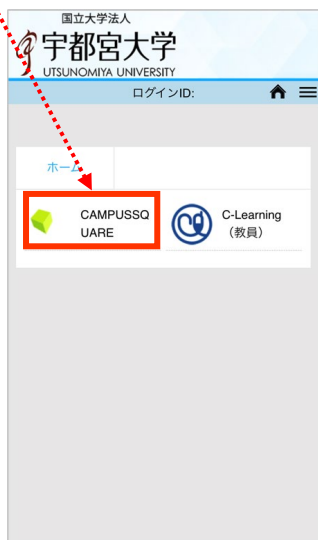 国立大学法人
宇都宮大学
UTSUNOMIYA UNIVERSITY
ログインID:
ホーム
CAMPUSSQ
UARE
C-Learning
（教員）